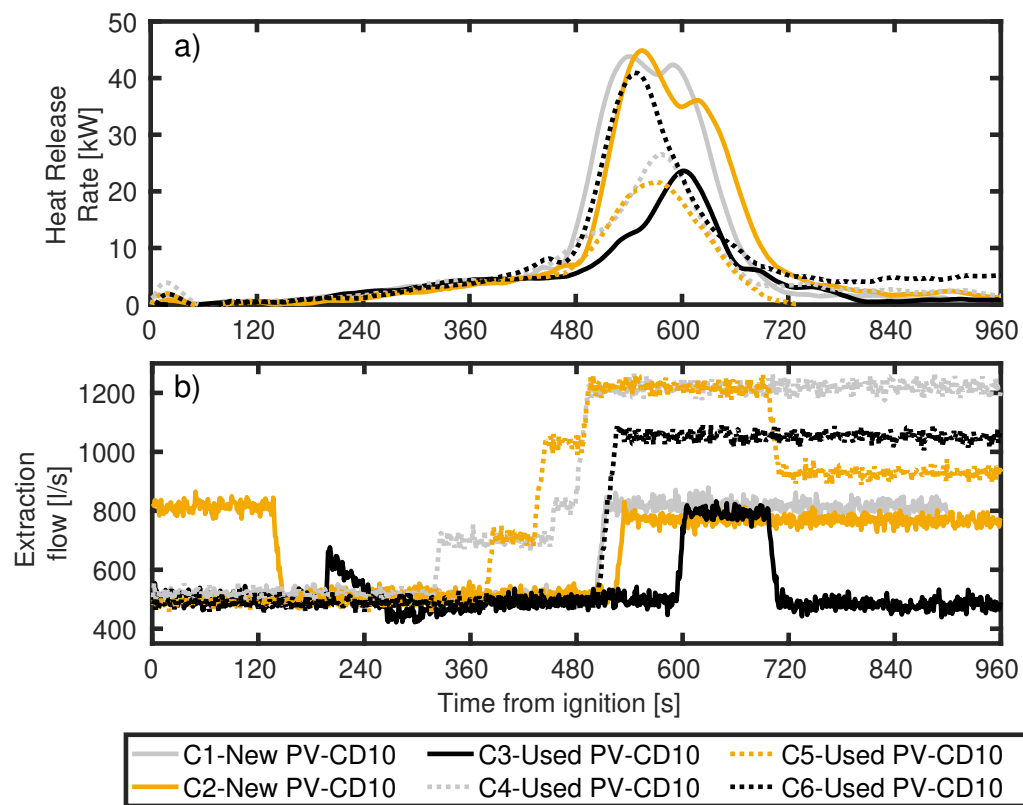 a)
Heat Release
Rate [kW]
50
40
30
20
10
0
0 120 240 360 480 600 720 840 960
b)
Extraction
flow [l/s]
1200
1000
800
600
400
0 120 240 360 480 600 720 840 960
Time from ignition [s]
C1-New PV-CD10 C3-Used PV-CD10 C5-Used PV-CD10
C2-New PV-CD10 C4-Used PV-CD10 C6-Used PV-CD10